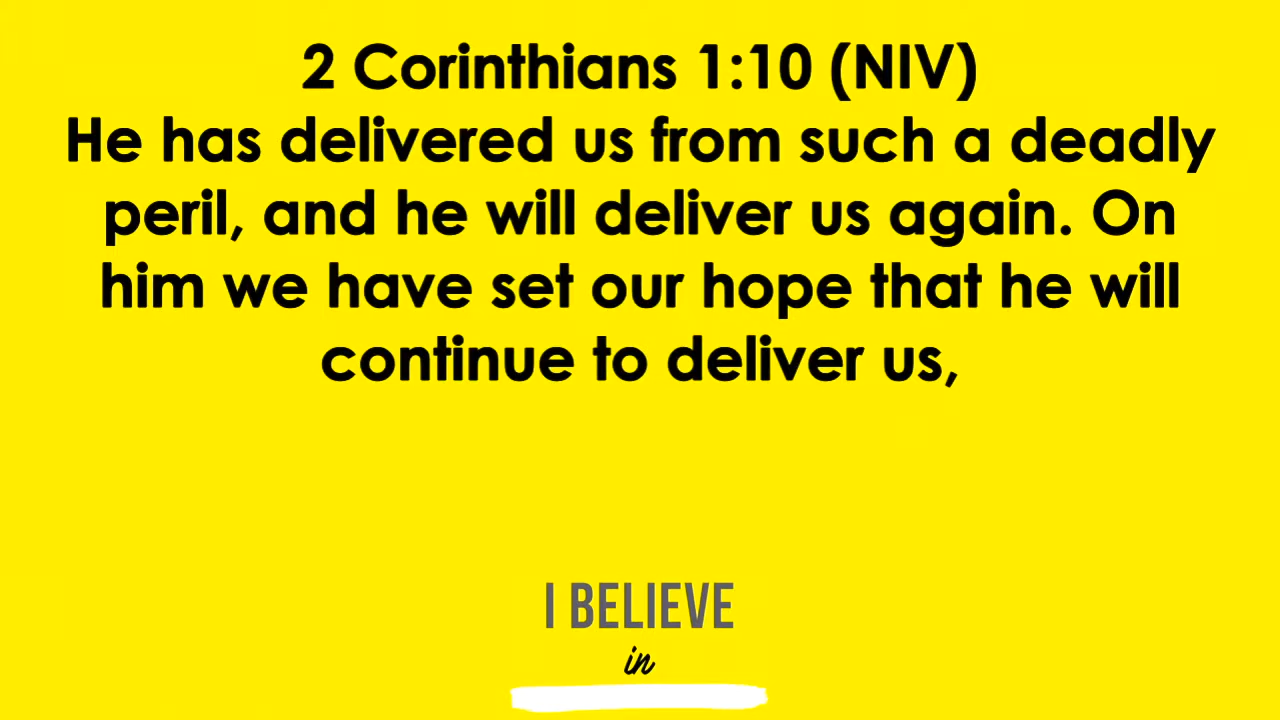 2 Corinthians 1:10 (NIV)
He has delivered us from such a deadly
peril, and he will deliver us again. On
him we have set our hope that he will
continue to deliver us,
I BELIEVE
in